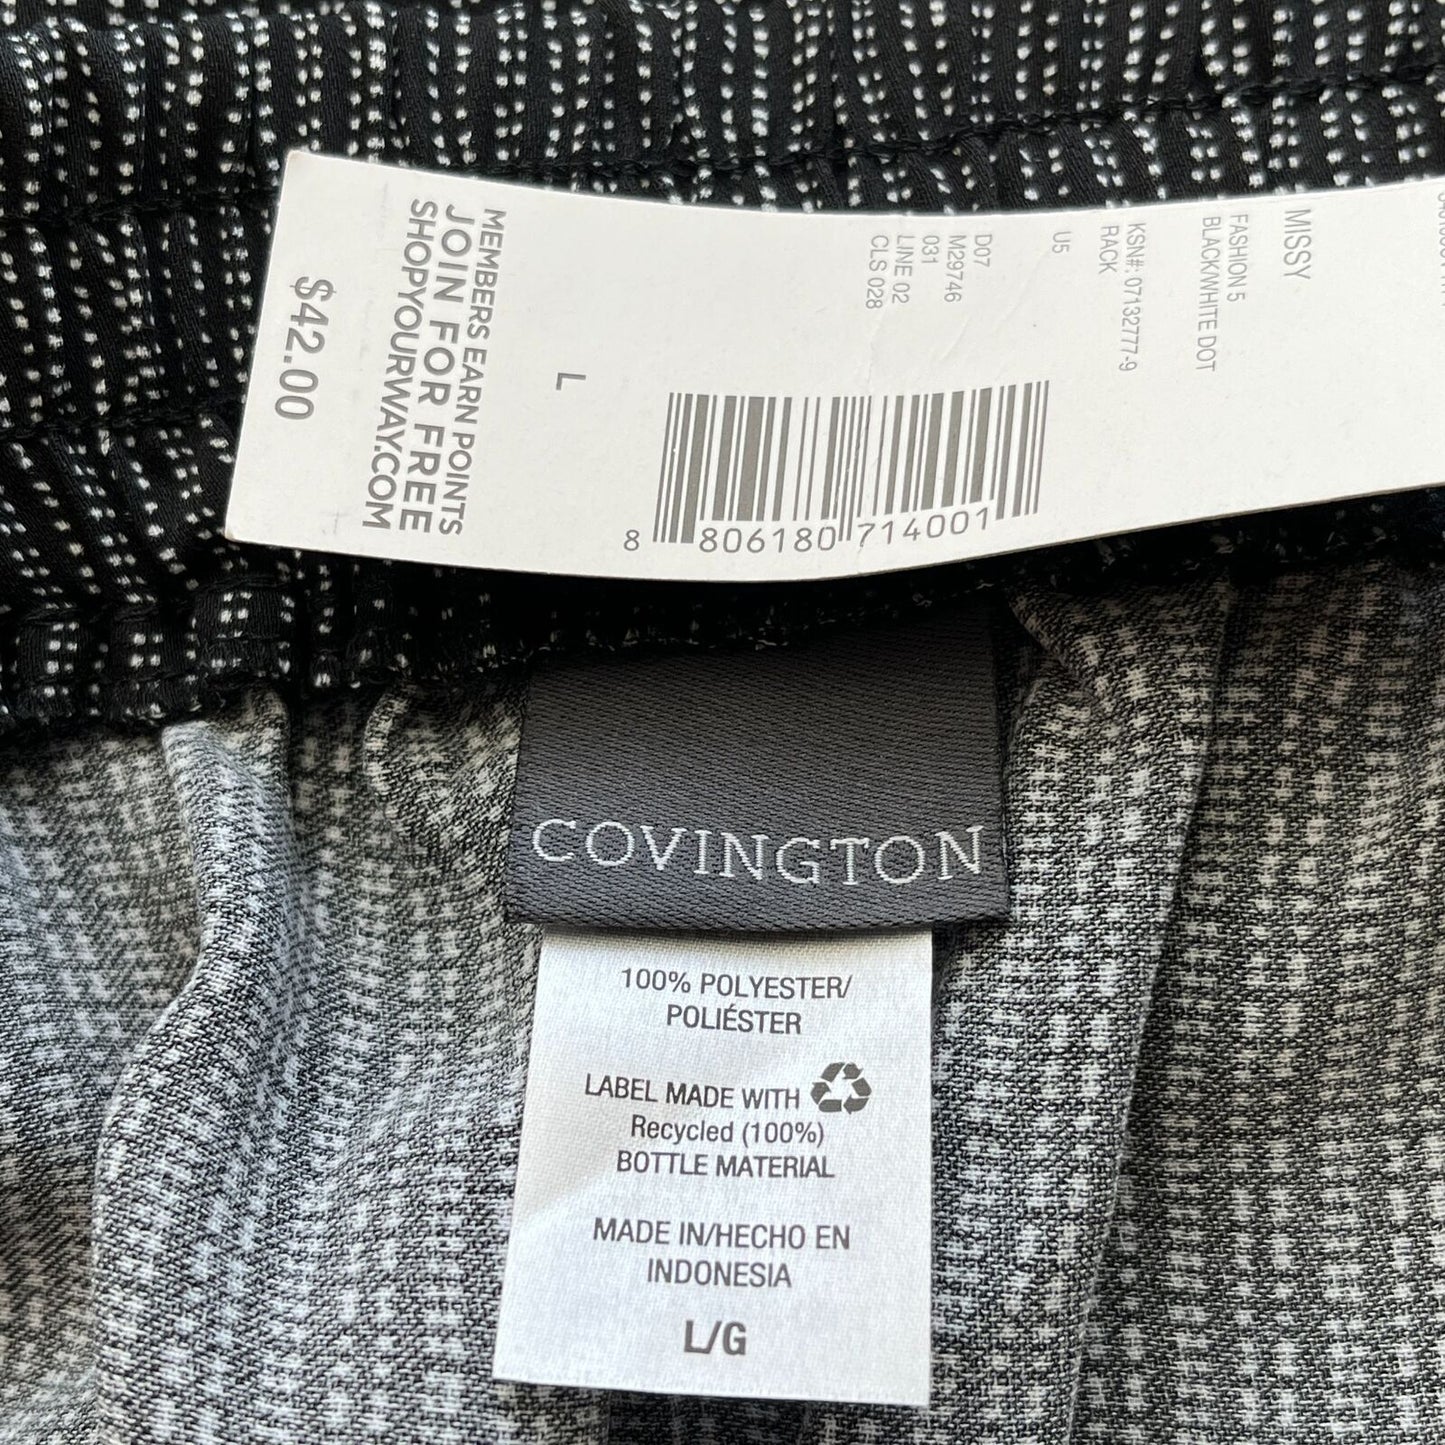 MISSY
FASHION 5
BLACK/WHITE DOT
KSN#: 07132777-9
RACK
U5
D07
M29746
031
LINE 02
CLS 028
8 806180 714001
L
MEMBERS EARN POINTS
JOIN FOR FREE
SHOPYOURWAY.COM
$42.00
COVINGTON
100% POLYESTER/
POLIÉSTER
LABEL MADE WITH
Recycled (100%)
BOTTLE MATERIAL
MADE IN/HECHO EN
INDONESIA
L/G